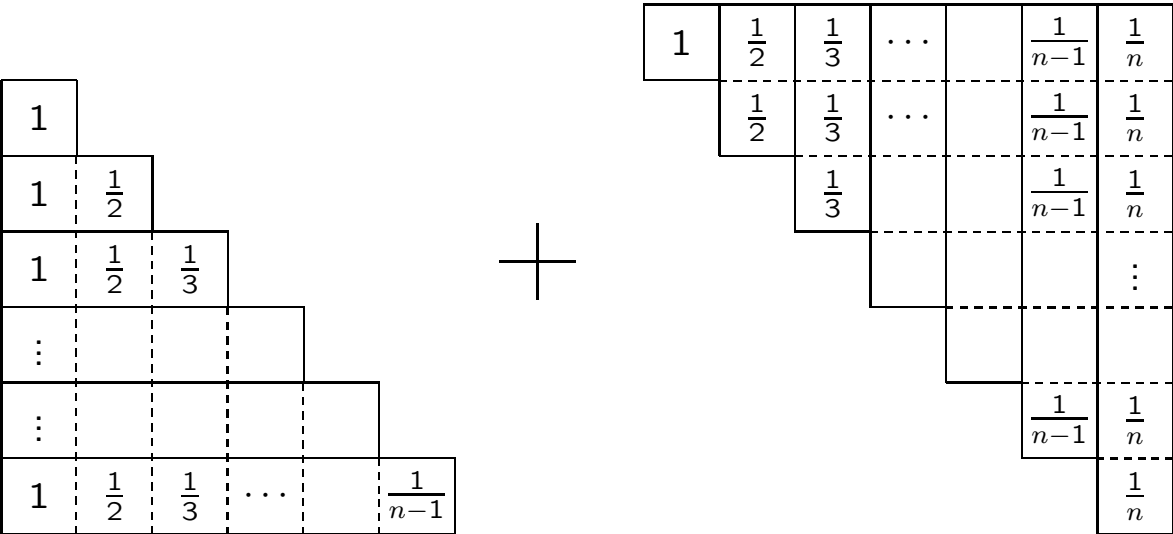 1 1/2 1/3 ⋯ 1/(n−1) 1/n
1
1/2 1/3 ⋯ 1/(n−1) 1/n
1 1/2
1/3 1/(n−1) 1/n
1 1/2 1/3
⋮
⋮
⋮
1/(n−1) 1/n
1 1/2 1/3 ⋯ 1/(n−1)
1/n
+